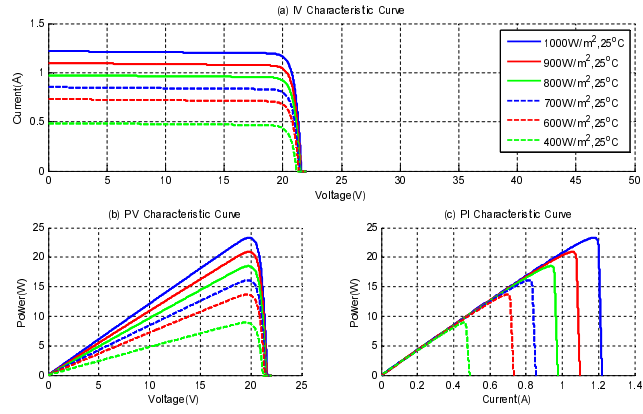 (a) IV Characteristic Curve
1.5
1
0.5
0
Current(A)
0 5 10 15 20 25 30 35 40 45 50
Voltage(V)
1000W/m²,25°C
900W/m²,25°C
800W/m²,25°C
700W/m²,25°C
600W/m²,25°C
400W/m²,25°C
(b) PV Characteristic Curve
25
20
15
10
5
0
Power(W)
0 5 10 15 20 25
Voltage(V)
(c) PI Characteristic Curve
25
20
15
10
5
0
Power(W)
0 0.2 0.4 0.6 0.8 1 1.2 1.4
Current(A)